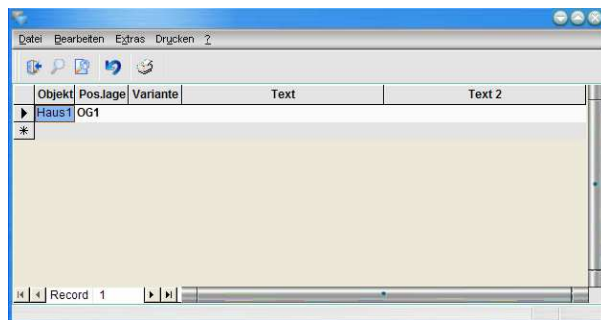 Datei Bearbeiten Extras Drucken ?
Objekt Pos.lage Variante Text Text 2
Haus1 OG1
Record 1